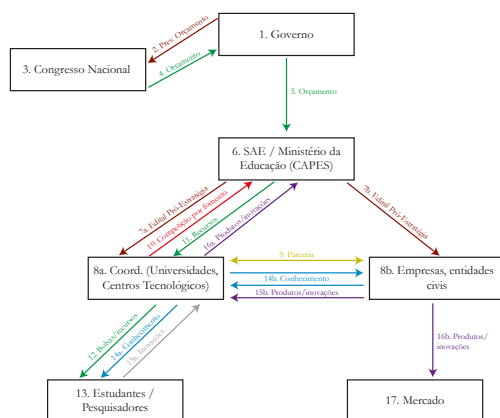 1. Governo
2. Prev. Orçamento
3. Congresso Nacional
4. Orçamento
5. Orçamento
6. SAE / Ministério da
Educação (CAPES)
7a. Edital Pró-Estratégia
10. Competição por fomento
11. Recursos
16a. Produtos/inovações
7b. Edital Pró-Estratégia
8a. Coord. (Universidades,
Centros Tecnológicos)
9. Parceria
14b. Conhecimento
15b. Produtos/inovações
8b. Empresas, entidades
civis
12. Bolsas/recursos
14a. Conhecimento
15a. Inovações
16b. Produtos/
inovações
13. Estudantes /
Pesquisadores
17. Mercado